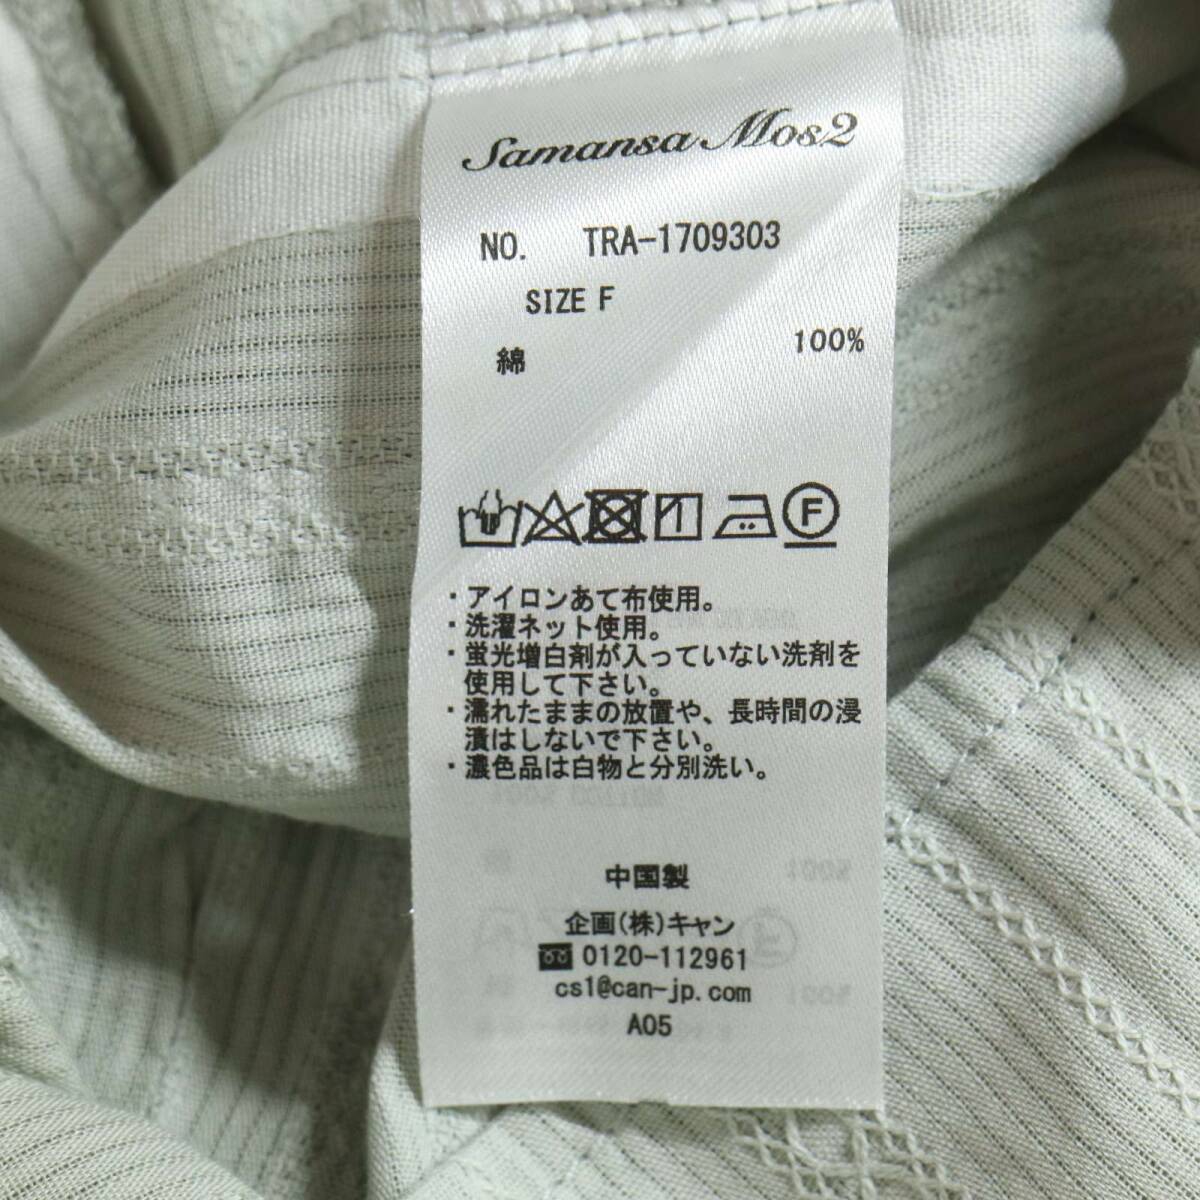 Samansa Mos2
NO. TRA-1709303
SIZE F
綿 100%
F
・アイロンあて布使用。
・洗濯ネット使用。
・蛍光増白剤が入っていない洗剤を
使用して下さい。
・濡れたままの放置や、長時間の浸
漬はしないで下さい。
・濃色品は白物と分別洗い。
中国製
企画(株)キャン
0120-112961
cs1@can-jp.com
A05